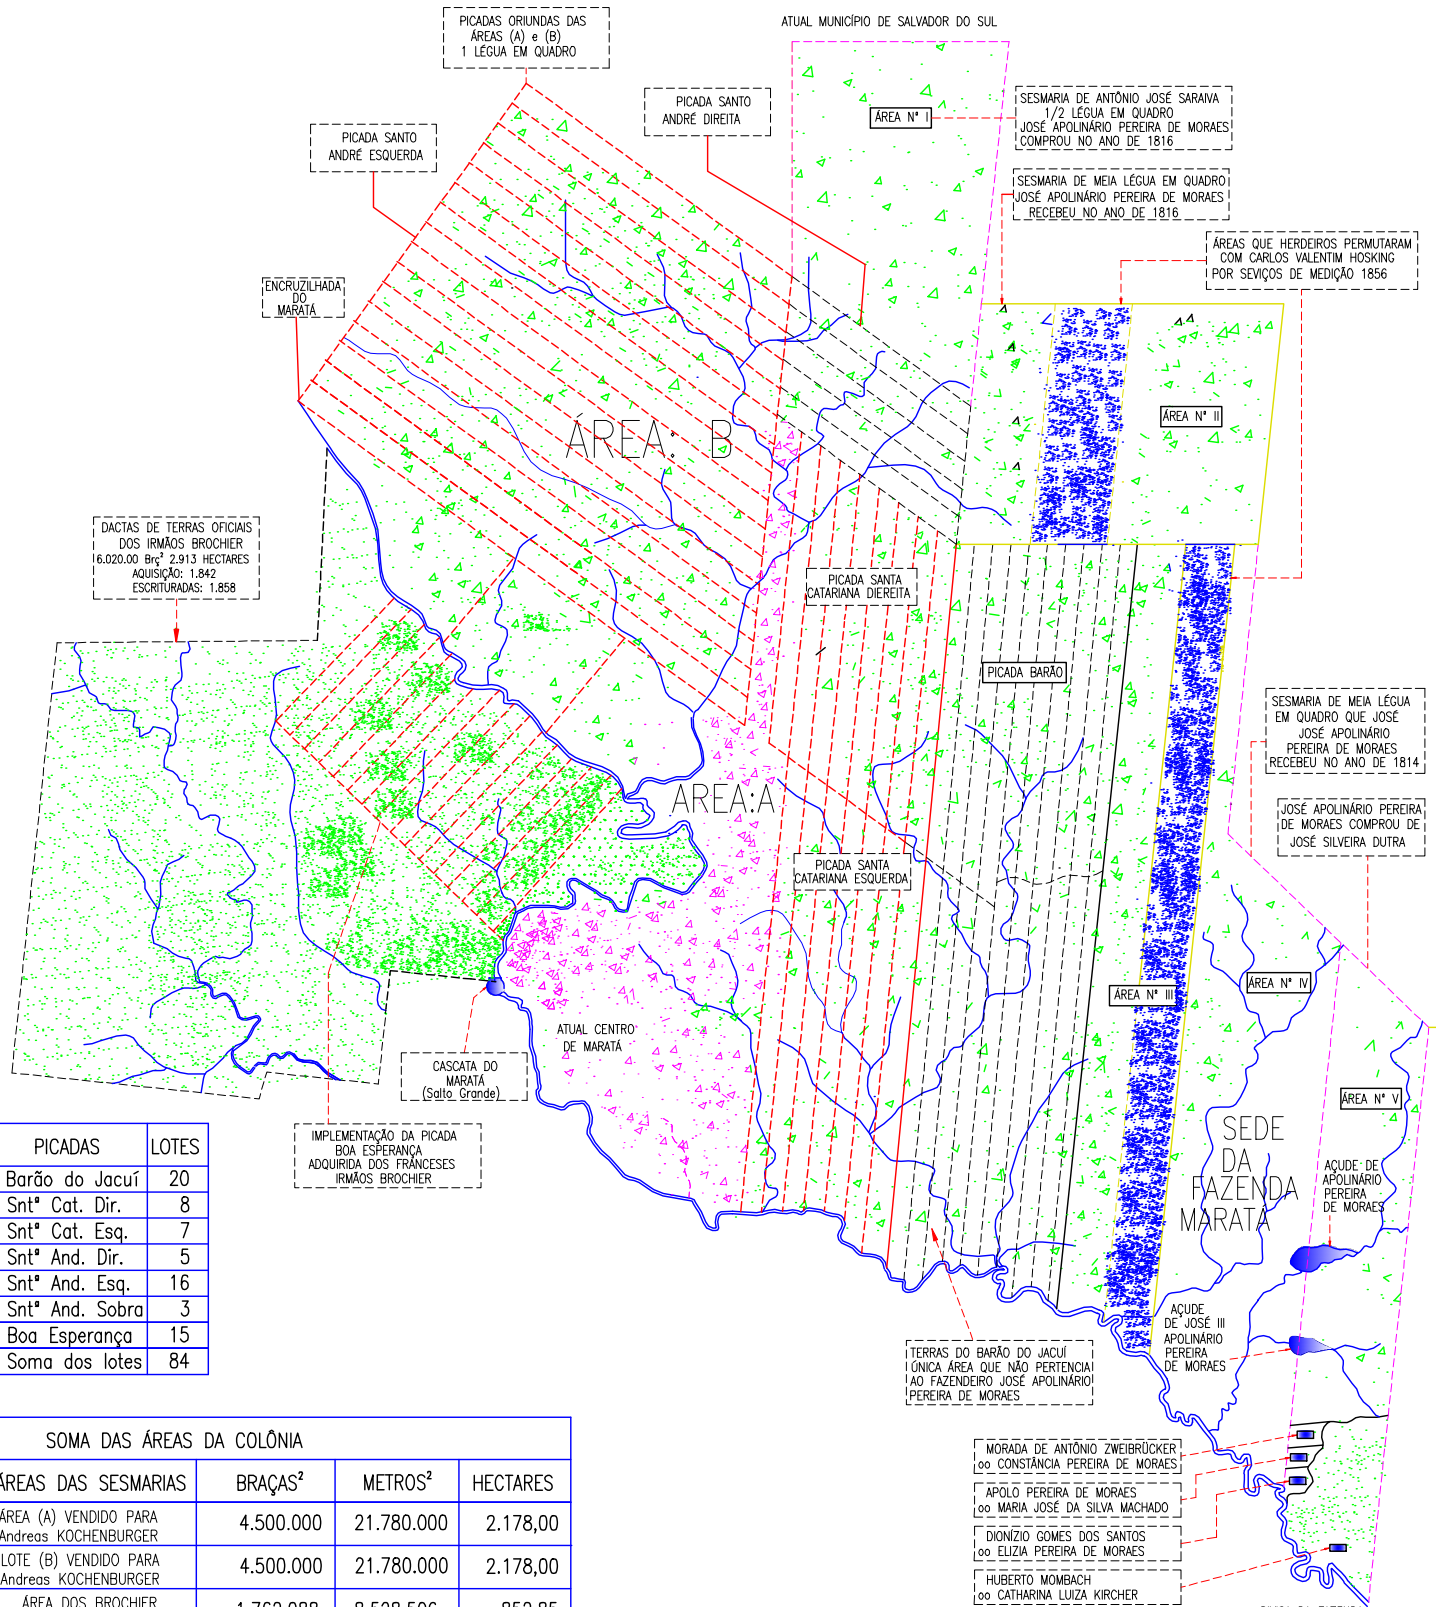 PICADAS ORIUNDAS DAS
ÁREAS (A) e (B)
1 LÉGUA EM QUADRO
ATUAL MUNICÍPIO DE SALVADOR DO SUL
PICADA SANTO
ANDRÉ DIREITA
ÁREA N° I
SESMARIA DE ANTÔNIO JOSÉ SARAIVA
1/2 LÉGUA EM QUADRO
JOSÉ APOLINÁRIO PEREIRA DE MORAES
COMPROU NO ANO DE 1816
PICADA SANTO
ANDRÉ ESQUERDA
SESMARIA DE MEIA LÉGUA EM QUADRO
JOSÉ APOLINÁRIO PEREIRA DE MORAES
RECEBEU NO ANO DE 1816
ÁREAS QUE HERDEIROS PERMUTARAM
COM CARLOS VALENTIM HOSKING
POR SEVIÇOS DE MEDIÇÃO 1856
ENCRUZILHADA
DO
MARATÁ
ÁREA: B
ÁREA N° II
DACTAS DE TERRAS OFICIAIS
DOS IRMÃOS BROCHIER
6.020.00 Brç² 2.913 HECTARES
AQUISIÇÃO: 1.842
ESCRITURADAS: 1.858
PICADA SANTA
CATARIANA DIEREITA
PICADA BARÃO
SESMARIA DE MEIA LÉGUA
EM QUADRO QUE JOSÉ
JOSÉ APOLINÁRIO
PEREIRA DE MORAES
RECEBEU NO ANO DE 1814
AREA:A
JOSÉ APOLINÁRIO PEREIRA
DE MORAES COMPROU DE
JOSÉ SILVEIRA DUTRA
PICADA SANTA
CATARIANA ESQUERDA
ÁREA N° III
ÁREA N° IV
ATUAL CENTRO
DE MARATÁ
CASCATA DO
MARATÁ
(Salto Grande)
ÁREA N° V
IMPLEMENTAÇÃO DA PICADA
BOA ESPERANÇA
ADQUIRIDA DOS FRANCESES
IRMÃOS BROCHIER
SEDE
DA
FAZENDA
MARATÁ
AÇUDE DE
APOLINÁRIO
PEREIRA
DE MORAES
PICADAS LOTES
Barão do Jacuí 20
Sntª Cat. Dir. 8
Sntª Cat. Esq. 7
Sntª And. Dir. 5
Sntª And. Esq. 16
Sntª And. Sobra 3
Boa Esperança 15
Soma dos lotes 84
AÇUDE
DE JOSÉ III
APOLINÁRIO
PEREIRA
DE MORAES
TERRAS DO BARÃO DO JACUÍ
ÚNICA ÁREA QUE NÃO PERTENCIA
AO FAZENDEIRO JOSÉ APOLINÁRIO
PEREIRA DE MORAES
MORADA DE ANTÔNIO ZWEIBRÜCKER
oo CONSTÂNCIA PEREIRA DE MORAES
APOLO PEREIRA DE MORAES
oo MARIA JOSÉ DA SILVA MACHADO
DIONÍZIO GOMES DOS SANTOS
oo ELIZIA PEREIRA DE MORAES
HUBERTO MOMBACH
oo CATHARINA LUIZA KIRCHER
SOMA DAS ÁREAS DA COLÔNIA
ÁREAS DAS SESMARIAS BRAÇAS² METROS² HECTARES
ÁREA (A) VENDIDO PARA
Andreas KOCHENBURGER
4.500.000 21.780.000 2.178,00
LOTE (B) VENDIDO PARA
Andreas KOCHENBURGER
4.500.000 21.780.000 2.178,00
ÁREA DOS BROCHIER